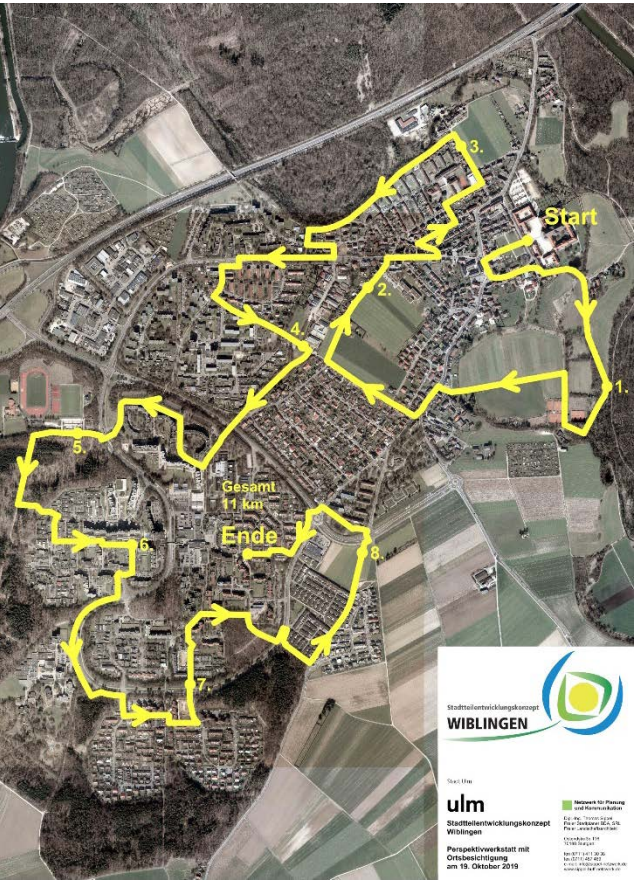 3.
Start
2.
4.
1.
5.
Gesamt
11 km
Ende
6.
8.
7.
Stadtteilentwicklungskonzept
WIBLINGEN
Stadt Ulm
ulm
Stadtteilentwicklungskonzept
Wiblingen
Perspektivwerkstatt mit
Ortsbesichtigung
am 19. Oktober 2019
Netzwerk für Planung
und Kommunikation